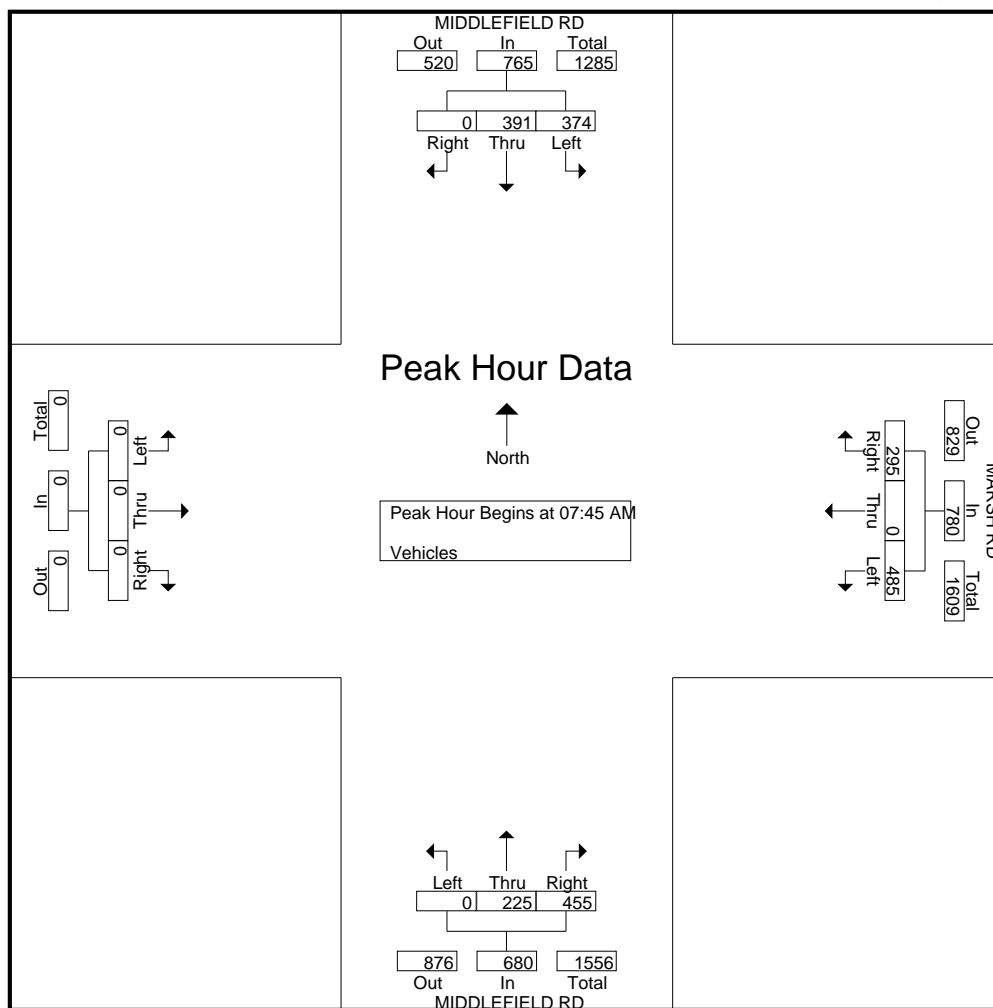 MIDDLEFIELD RD
Out In Total
520 765 1285
0 391 374
Right Thru Left
Peak Hour Data
North
Peak Hour Begins at 07:45 AM
Vehicles
Total In Out
0 0 0
0 0 0
Left Thru Right
MARSH RD
Out In Total
829 780 1609
295 0 485
Right Thru Left
Left Thru Right
0 225 455
876 680 1556
Out In Total
MIDDLEFIELD RD